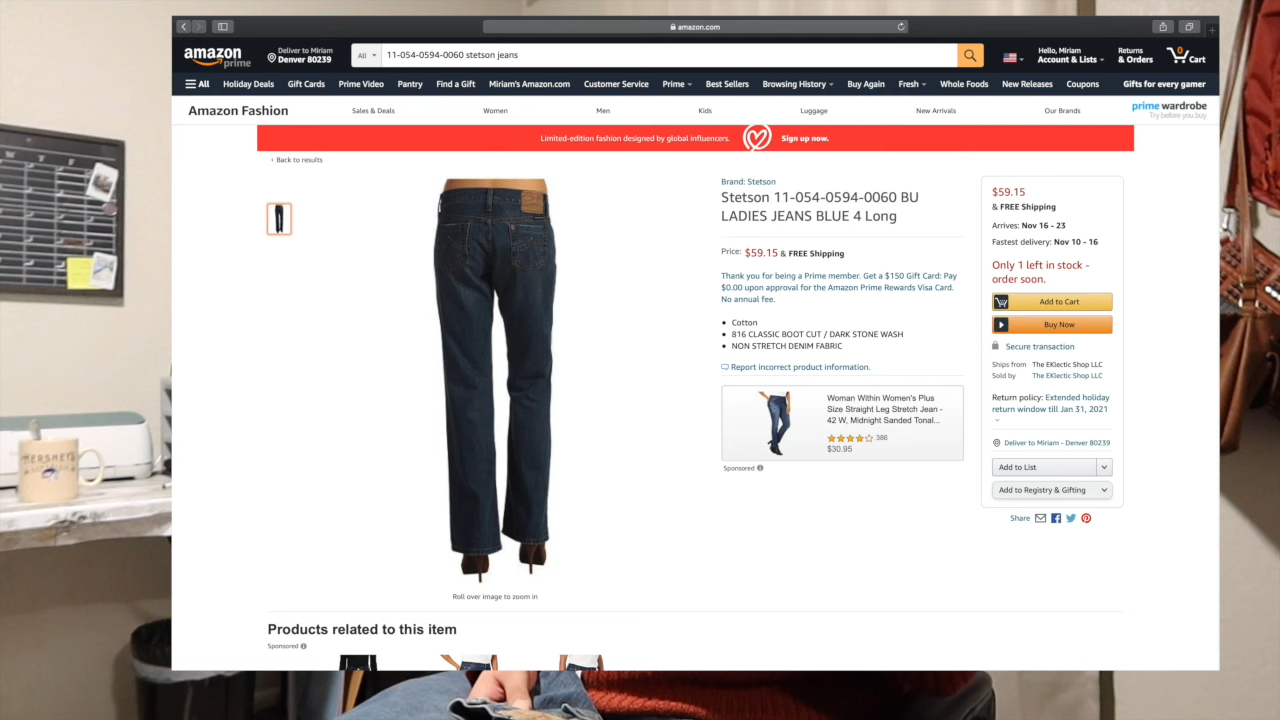 amazon.com
amazon
prime
Deliver to Miriam
Denver 80239
All
11-054-0594-0060 stetson jeans
Hello, Miriam
Account & Lists
Returns
& Orders
0
Cart
All
Holiday Deals
Gift Cards
Prime Video
Pantry
Find a Gift
Miriam's Amazon.com
Customer Service
Prime
Best Sellers
Browsing History
Buy Again
Fresh
Whole Foods
New Releases
Coupons
Gifts for every gamer
Amazon Fashion
Sales & Deals
Women
Men
Kids
Luggage
New Arrivals
Our Brands
prime wardrobe
Try before you buy
Limited-edition fashion designed by global influencers.
Sign up now.
‹ Back to results
Brand: Stetson
Stetson 11-054-0594-0060 BU
LADIES JEANS BLUE 4 Long
Price: $59.15 & FREE Shipping
Thank you for being a Prime member. Get a $150 Gift Card: Pay
$0.00 upon approval for the Amazon Prime Rewards Visa Card.
No annual fee.
• Cotton
• 816 CLASSIC BOOT CUT / DARK STONE WASH
• NON STRETCH DENIM FABRIC
Report incorrect product information.
Woman Within Women's Plus
Size Straight Leg Stretch Jean -
42 W, Midnight Sanded Tonal...
386
$30.95
Sponsored
$59.15
& FREE Shipping
Arrives: Nov 16 - 23
Fastest delivery: Nov 10 - 16
Only 1 left in stock -
order soon.
Add to Cart
Buy Now
Secure transaction
Ships from The EKlectic Shop LLC
Sold by The EKlectic Shop LLC
Return policy: Extended holiday
return window till Jan 31, 2021
Deliver to Miriam - Denver 80239
Add to List
Add to Registry & Gifting
Share
Roll over image to zoom in
Products related to this item
Sponsored
HERSHEY'S